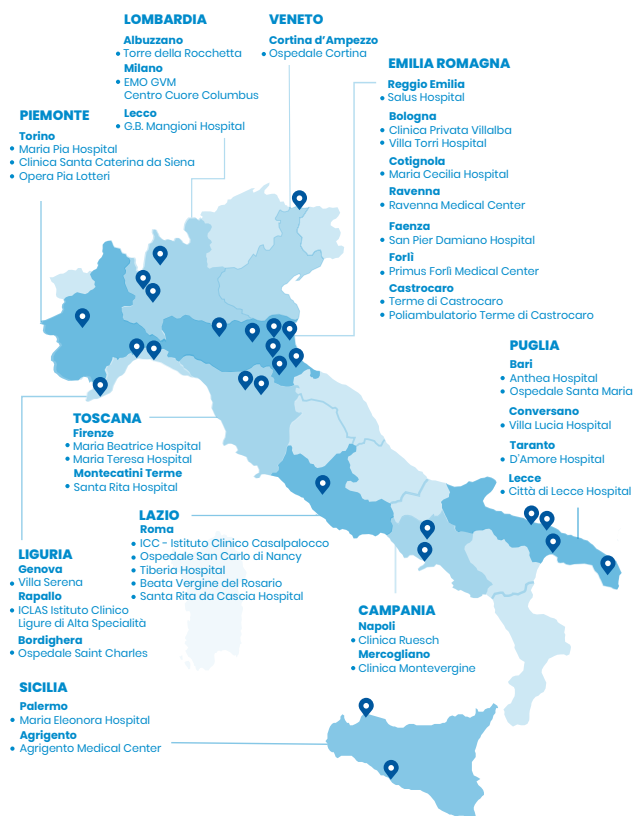 LOMBARDIA
Albuzzano
• Torre della Rocchetta
Milano
• EMO GVM
Centro Cuore Columbus
Lecco
• G.B. Mangioni Hospital
VENETO
Cortina d’Ampezzo
• Ospedale Cortina
EMILIA ROMAGNA
Reggio Emilia
• Salus Hospital
Bologna
• Clinica Privata Villalba
• Villa Torri Hospital
Cotignola
• Maria Cecilia Hospital
Ravenna
• Ravenna Medical Center
Faenza
• San Pier Damiano Hospital
Forlì
• Primus Forlì Medical Center
Castrocaro
• Terme di Castrocaro
• Poliambulatorio Terme di Castrocaro
PIEMONTE
Torino
• Maria Pia Hospital
• Clinica Santa Caterina da Siena
• Opera Pia Lotteri
PUGLIA
Bari
• Anthea Hospital
• Ospedale Santa Maria
Conversano
• Villa Lucia Hospital
Taranto
• D’Amore Hospital
Lecce
• Città di Lecce Hospital
TOSCANA
Firenze
• Maria Beatrice Hospital
• Maria Teresa Hospital
Montecatini Terme
• Santa Rita Hospital
LAZIO
Roma
• ICC - Istituto Clinico Casalpalocco
• Ospedale San Carlo di Nancy
• Tiberia Hospital
• Beata Vergine del Rosario
• Santa Rita da Cascia Hospital
LIGURIA
Genova
• Villa Serena
Rapallo
• ICLAS Istituto Clinico
Ligure di Alta Specialità
Bordighera
• Ospedale Saint Charles
CAMPANIA
Napoli
• Clinica Ruesch
Mercogliano
• Clinica Montevergine
SICILIA
Palermo
• Maria Eleonora Hospital
Agrigento
• Agrigento Medical Center